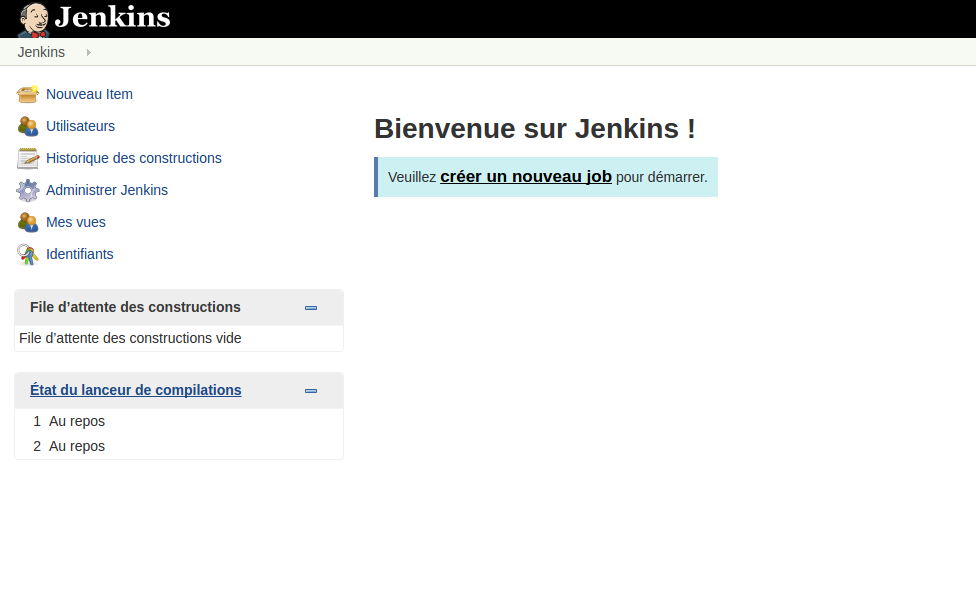 Jenkins
Jenkins
Nouveau Item
Utilisateurs
Historique des constructions
Administrer Jenkins
Mes vues
Identifiants
File d’attente des constructions
File d’attente des constructions vide
État du lanceur de compilations
1 Au repos
2 Au repos
Bienvenue sur Jenkins !
Veuillez créer un nouveau job pour démarrer.